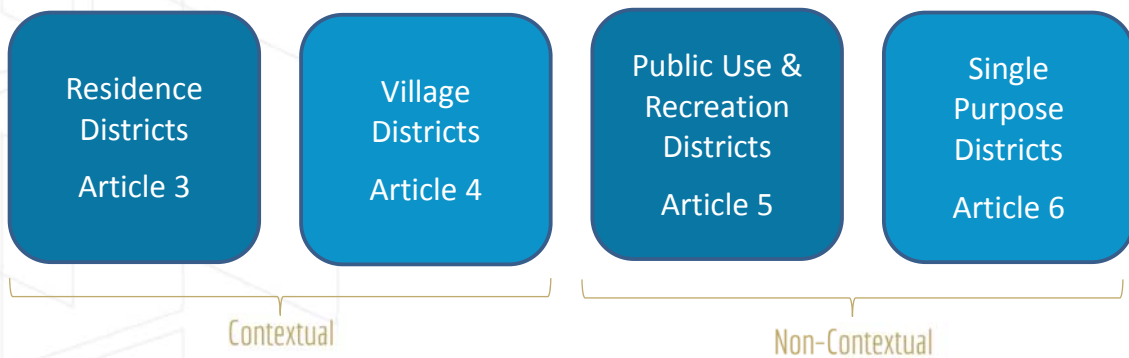 Residence
Districts
Article 3
Village
Districts
Article 4
Public Use &
Recreation
Districts
Article 5
Single
Purpose
Districts
Article 6
Contextual
Non-Contextual